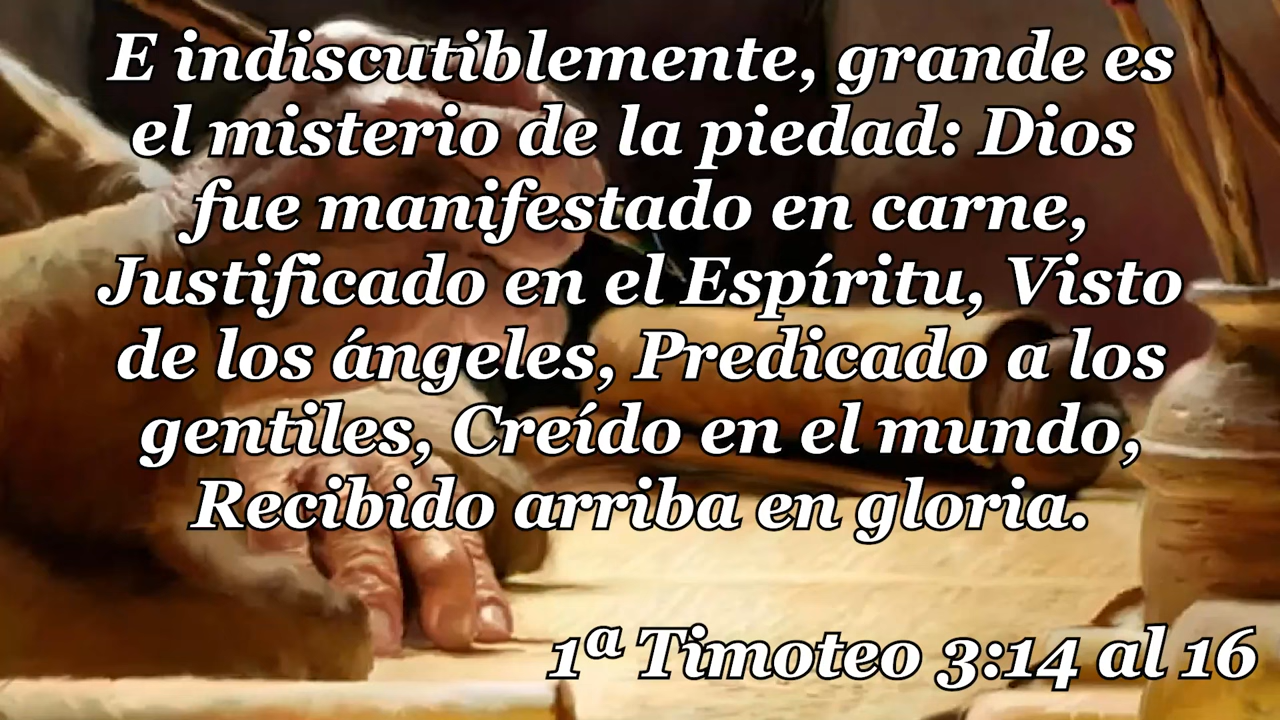 E indiscutiblemente, grande es
el misterio de la piedad: Dios
fue manifestado en carne,
Justificado en el Espíritu, Visto
de los ángeles, Predicado a los
gentiles, Creído en el mundo,
Recibido arriba en gloria.
1ª Timoteo 3:14 al 16